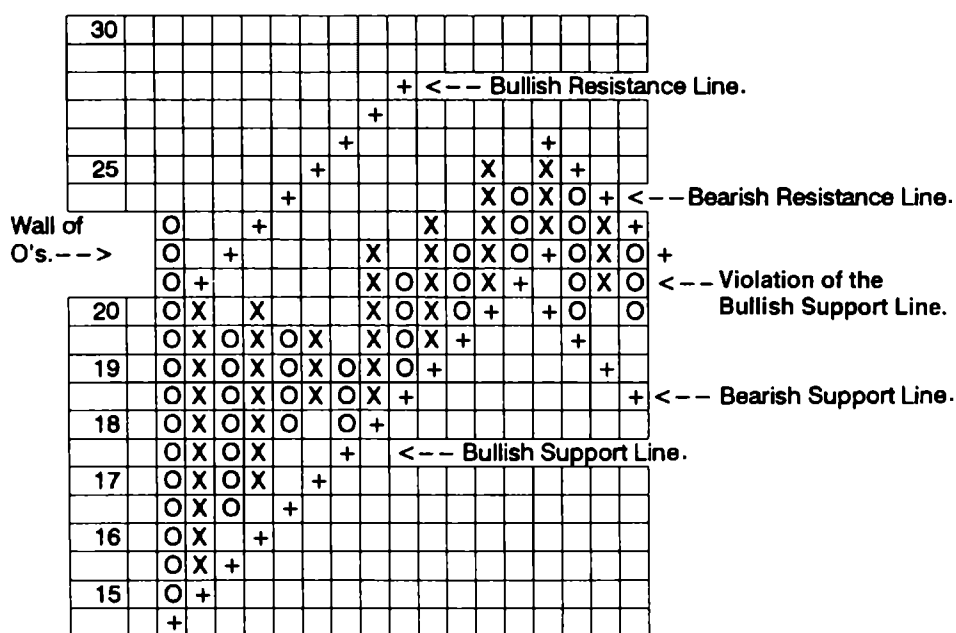 30
+ <-- Bullish Resistance Line.
+
+ +
25 + X X +
+ X O X O + <--Bearish Resistance Line.
Wall of O + X X O X O X +
O's.--> O + X X O X O + O X O +
O + X O X O X + O X O <-- Violation of the
20 O X X X O X O + + O O Bullish Support Line.
O X O X O X X O X + +
19 O X O X O X O X O + +
O X O X O X O X + + <-- Bearish Support Line.
18 O X O X O O +
O X O X + <-- Bullish Support Line.
17 O X O X +
O X O +
16 O X +
O X +
15 O +
+